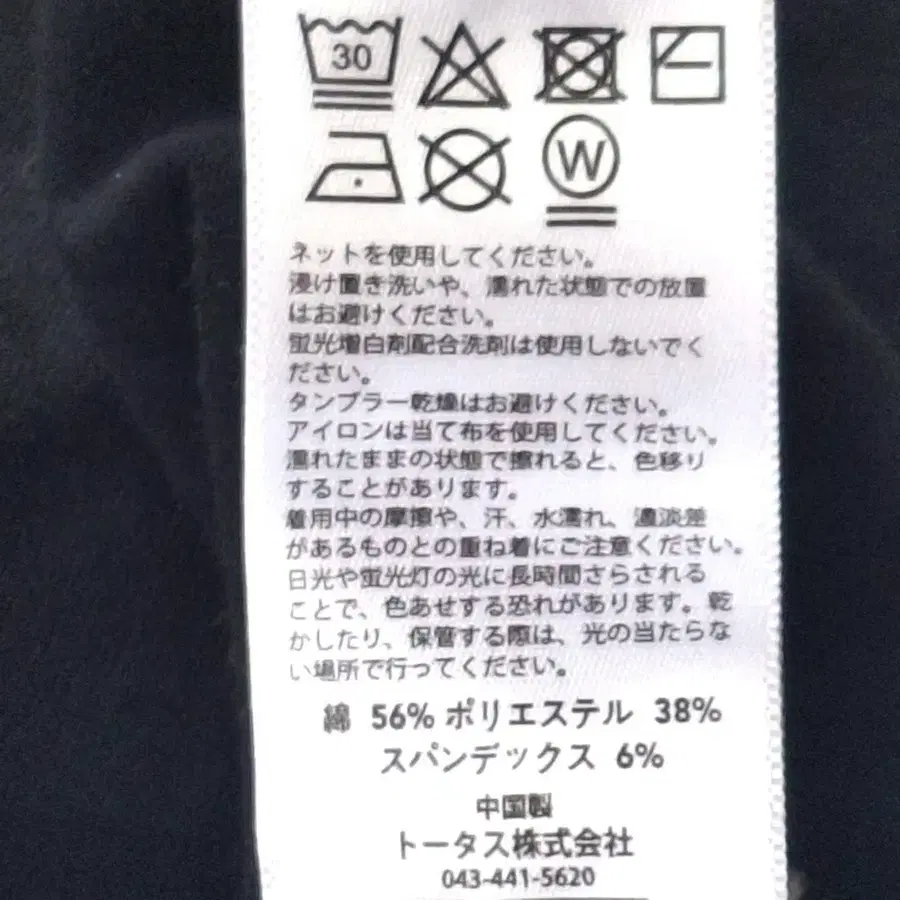 30
W
ネットを使用してください。
浸け置き洗いや、濡れた状態での放置
はお避けください。
蛍光増白剤配合洗剤は使用しないでく
ださい。
タンブラー乾燥はお避けください。
アイロンは当て布を使用してください。
濡れたままの状態で擦れると、色移り
することがあります。
着用中の摩擦や、汗、水濡れ、濃淡差
があるものとの重ね着にご注意ください。
日光や蛍光灯の光に長時間さらされる
ことで、色あせする恐れがあります。乾
かしたり、保管する際は、光の当たらな
い場所で行ってください。
綿 56% ポリエステル 38%
スパンデックス 6%
中国製
トータス株式会社
043-441-5620